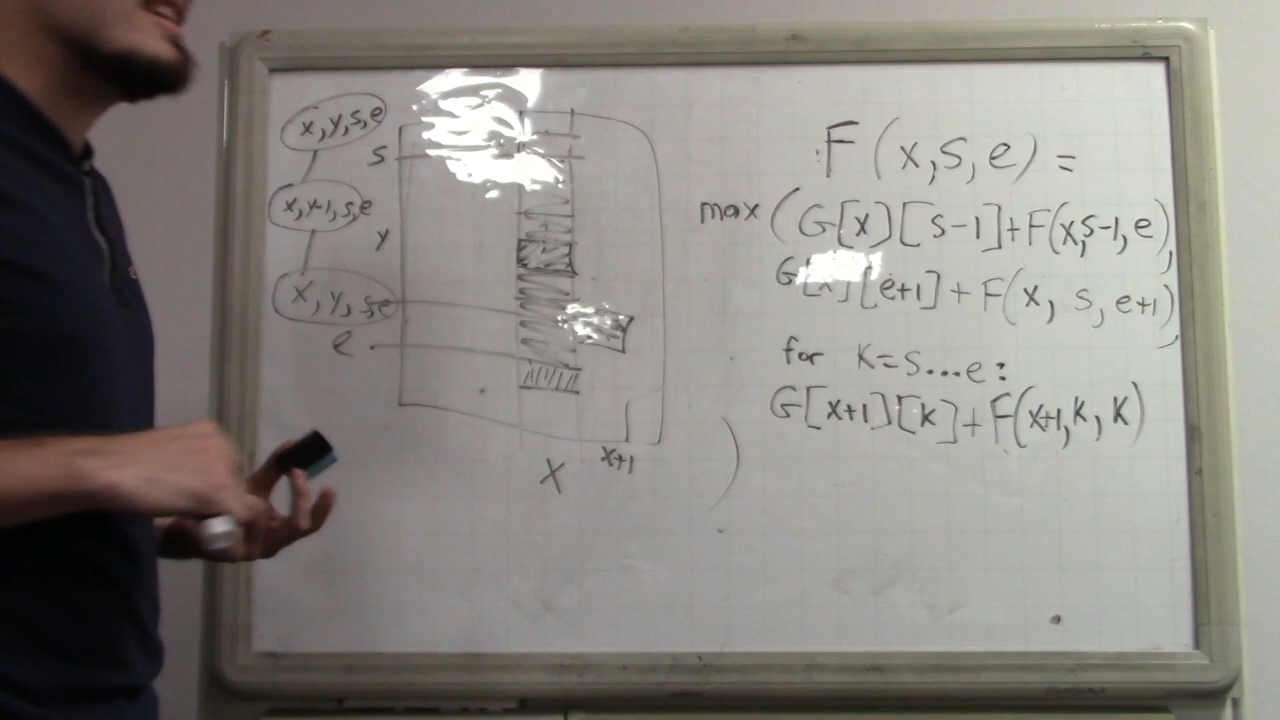 x,y,s,e
s
x,y-1,s,e
y
x,y,s,e
e
x
x+1
F(x,s,e)=
max(G[x][s-1]+F(x,s-1,e),
G[x][e+1]+F(x, s, e+1),
for K=s...e:
G[x+1][k]+F(x+1,k,k)
)